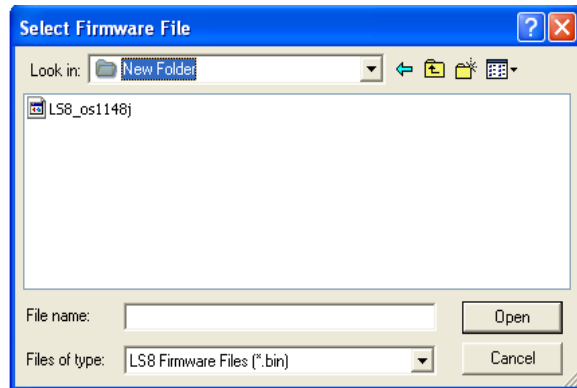 Select Firmware File
Look in: New Folder
LS8_os1148j
File name:
Open
Files of type: LS8 Firmware Files (*.bin)
Cancel